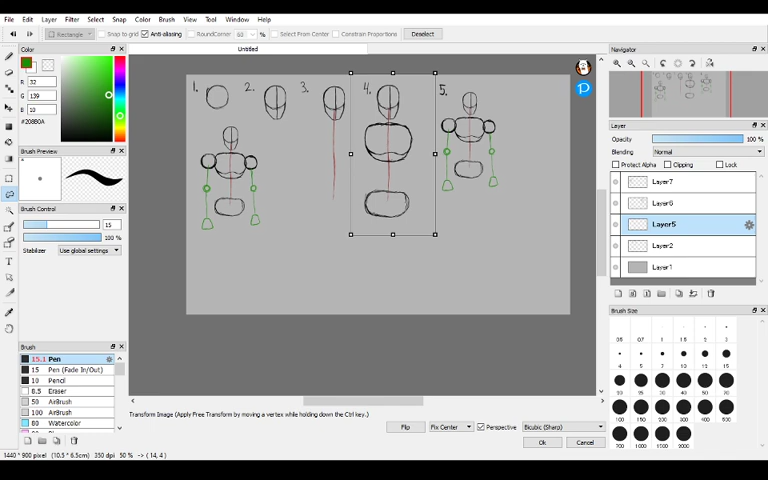 File Edit Layer Filter Select Snap Color Brush View Tool Window Help
Rectangle Snap to grid Anti-aliasing RoundCorner % Select From Center Constrain Proportions Deselect
Color
Untitled
Navigator
R 32
G 139
B 10
#208B0A
1. 2. 3. 4. 5.
Brush Preview
Brush Control
15
100 %
Stabilizer Use global settings
Layer
Opacity 100 %
Blending Normal
Protect Alpha Clipping Lock
Layer7
Layer6
Layer5
Layer2
Layer1
Brush
15.1 Pen
15 Pen (Fade In/Out)
10 Pencil
8.5 Eraser
50 AirBrush
100 AirBrush
80 Watercolor
Brush Size
Transform Image (Apply Free Transform by moving a vertex while holding down the Ctrl key.)
Flip Fix Center Perspective Bicubic (Sharp)
Ok Cancel
1440 * 900 pixel (10.5 * 6.5cm) 350 dpi 50 % -> ( 14, 4 )